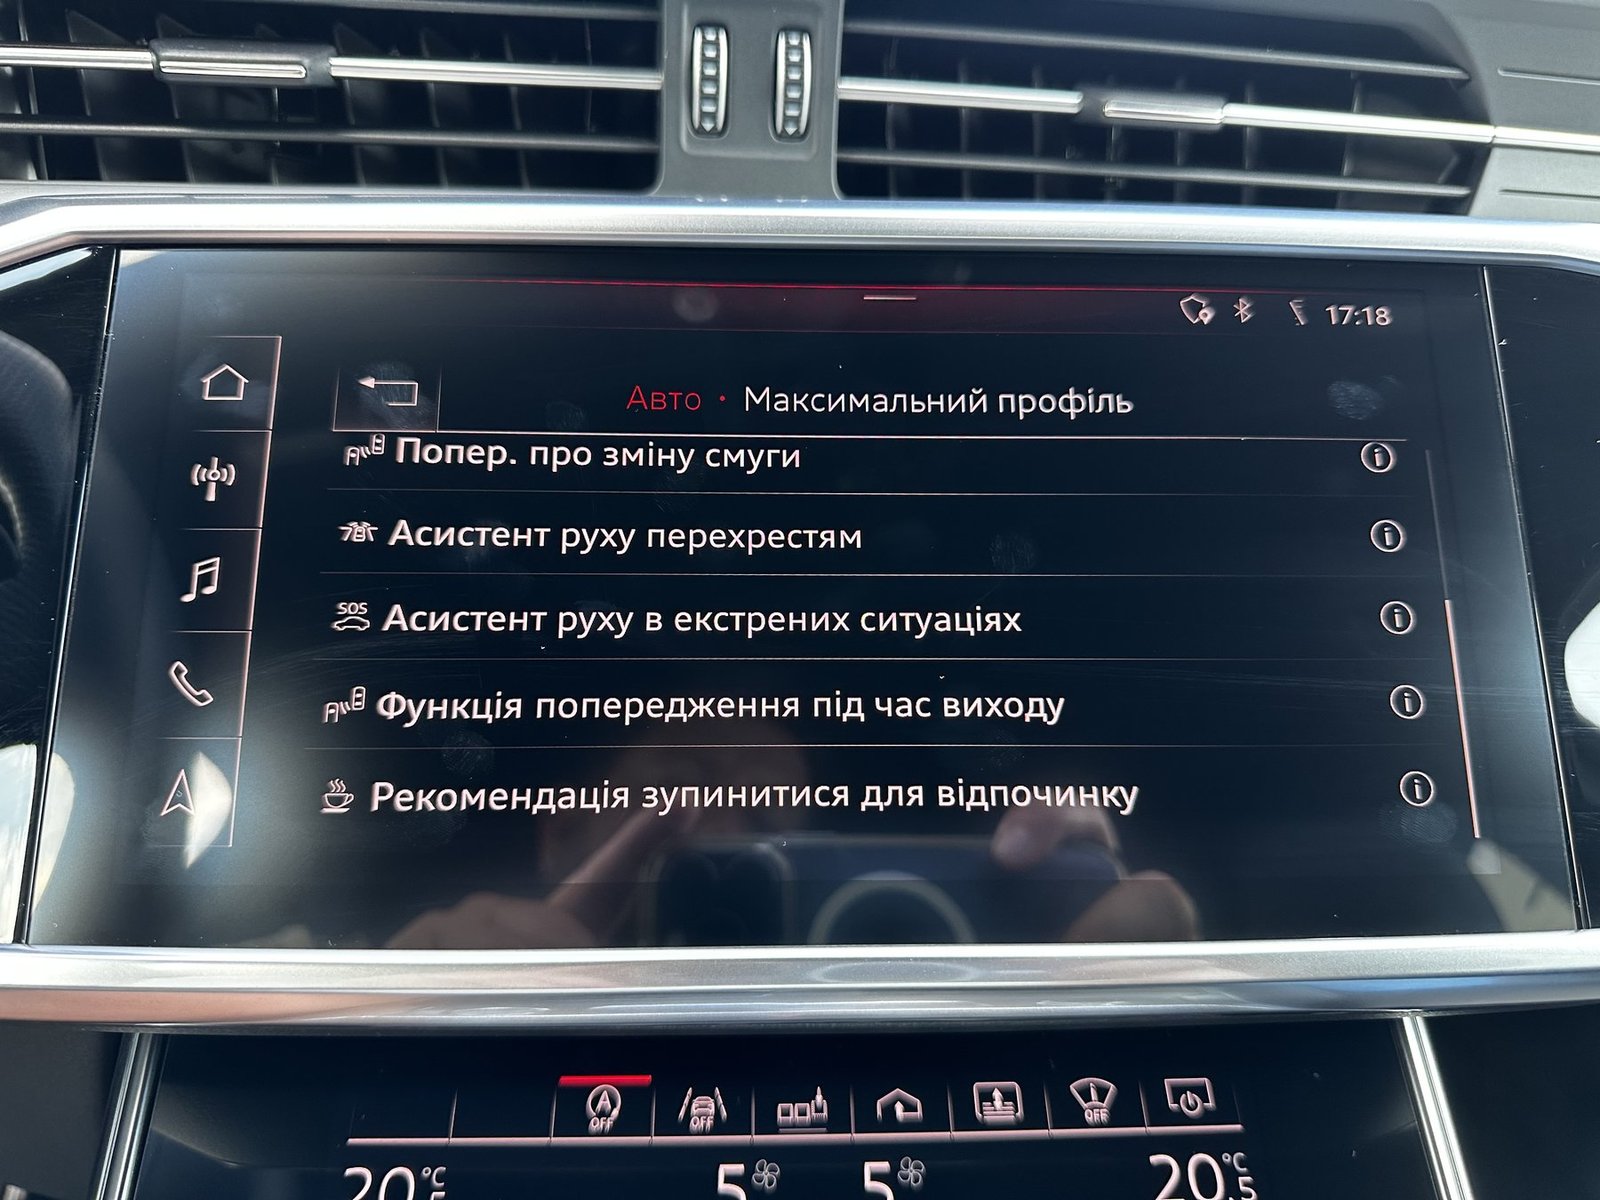 17:18
Авто • Максимальний профіль
Попер. про зміну смуги
Асистент руху перехрестям
SOS Асистент руху в екстрених ситуаціях
Функція попередження під час виходу
Рекомендація зупинитися для відпочинку
A OFF OFF OFF
20 °C 5 5 20.5 °C